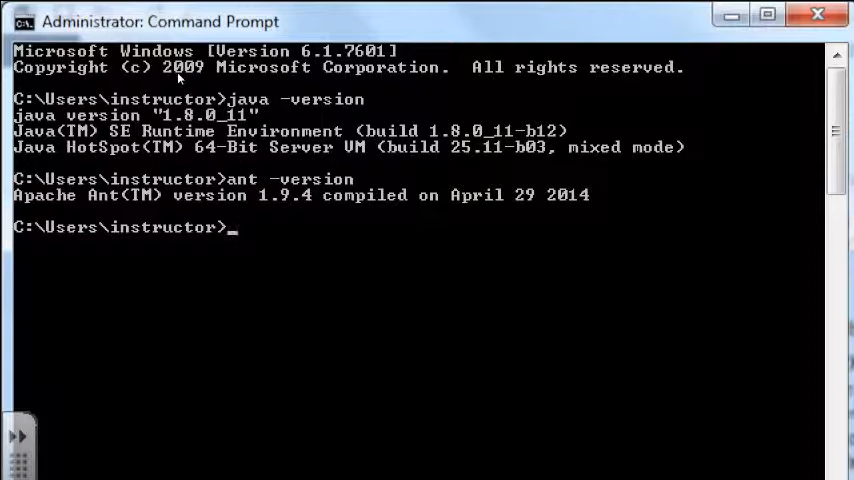 Administrator: Command Prompt
Microsoft Windows [Version 6.1.7601]
Copyright (c) 2009 Microsoft Corporation.  All rights reserved.
C:\Users\instructor>java -version
java version "1.8.0_11"
Java(TM) SE Runtime Environment (build 1.8.0_11-b12)
Java HotSpot(TM) 64-Bit Server VM (build 25.11-b03, mixed mode)
C:\Users\instructor>ant -version
Apache Ant(TM) version 1.9.4 compiled on April 29 2014
C:\Users\instructor>_